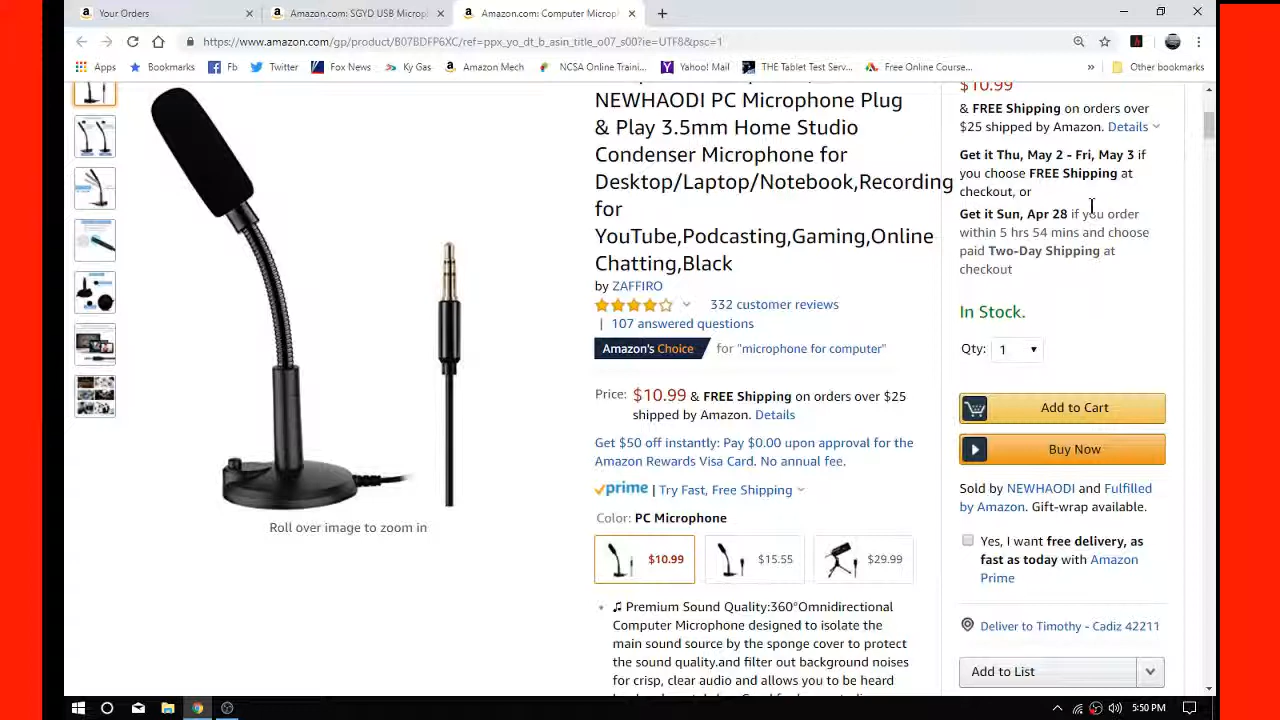 Your Orders
Amazon.com: SGYD USB Microph
Amazon.com: Computer Microph
https://www.amazon.com/gp/product/B07BDFP6XC/ref=ppx_yo_dt_b_asin_title_o07_s00?ie=UTF8&psc=1
Apps
Bookmarks
Fb
Twitter
Fox News
Ky Gas
Amazon Mech
NCSA Online Traini...
Yahoo! Mail
THE Tablet Test Serv...
Free Online Course...
»
Other bookmarks
NEWHAODI PC Microphone Plug
& Play 3.5mm Home Studio
Condenser Microphone for
Desktop/Laptop/Notebook,Recording
for
YouTube,Podcasting,Gaming,Online
Chatting,Black
by ZAFFIRO
332 customer reviews
| 107 answered questions
Amazon's Choice for "microphone for computer"
Price: $10.99 & FREE Shipping on orders over $25
shipped by Amazon. Details
Get $50 off instantly: Pay $0.00 upon approval for the
Amazon Rewards Visa Card. No annual fee.
prime | Try Fast, Free Shipping
Color: PC Microphone
$10.99
$15.55
$29.99
♫ Premium Sound Quality:360°Omnidirectional
Computer Microphone designed to isolate the
main sound source by the sponge cover to protect
the sound quality.and filter out background noises
for crisp, clear audio and allows you to be heard
Roll over image to zoom in
$10.99
& FREE Shipping on orders over
$25 shipped by Amazon. Details
Get it Thu, May 2 - Fri, May 3 if
you choose FREE Shipping at
checkout, or
Get it Sun, Apr 28 if you order
within 5 hrs 54 mins and choose
paid Two-Day Shipping at
checkout
In Stock.
Qty: 1
Add to Cart
Buy Now
Sold by NEWHAODI and Fulfilled
by Amazon. Gift-wrap available.
Yes, I want free delivery, as
fast as today with Amazon
Prime
Deliver to Timothy - Cadiz 42211
Add to List
5:50 PM